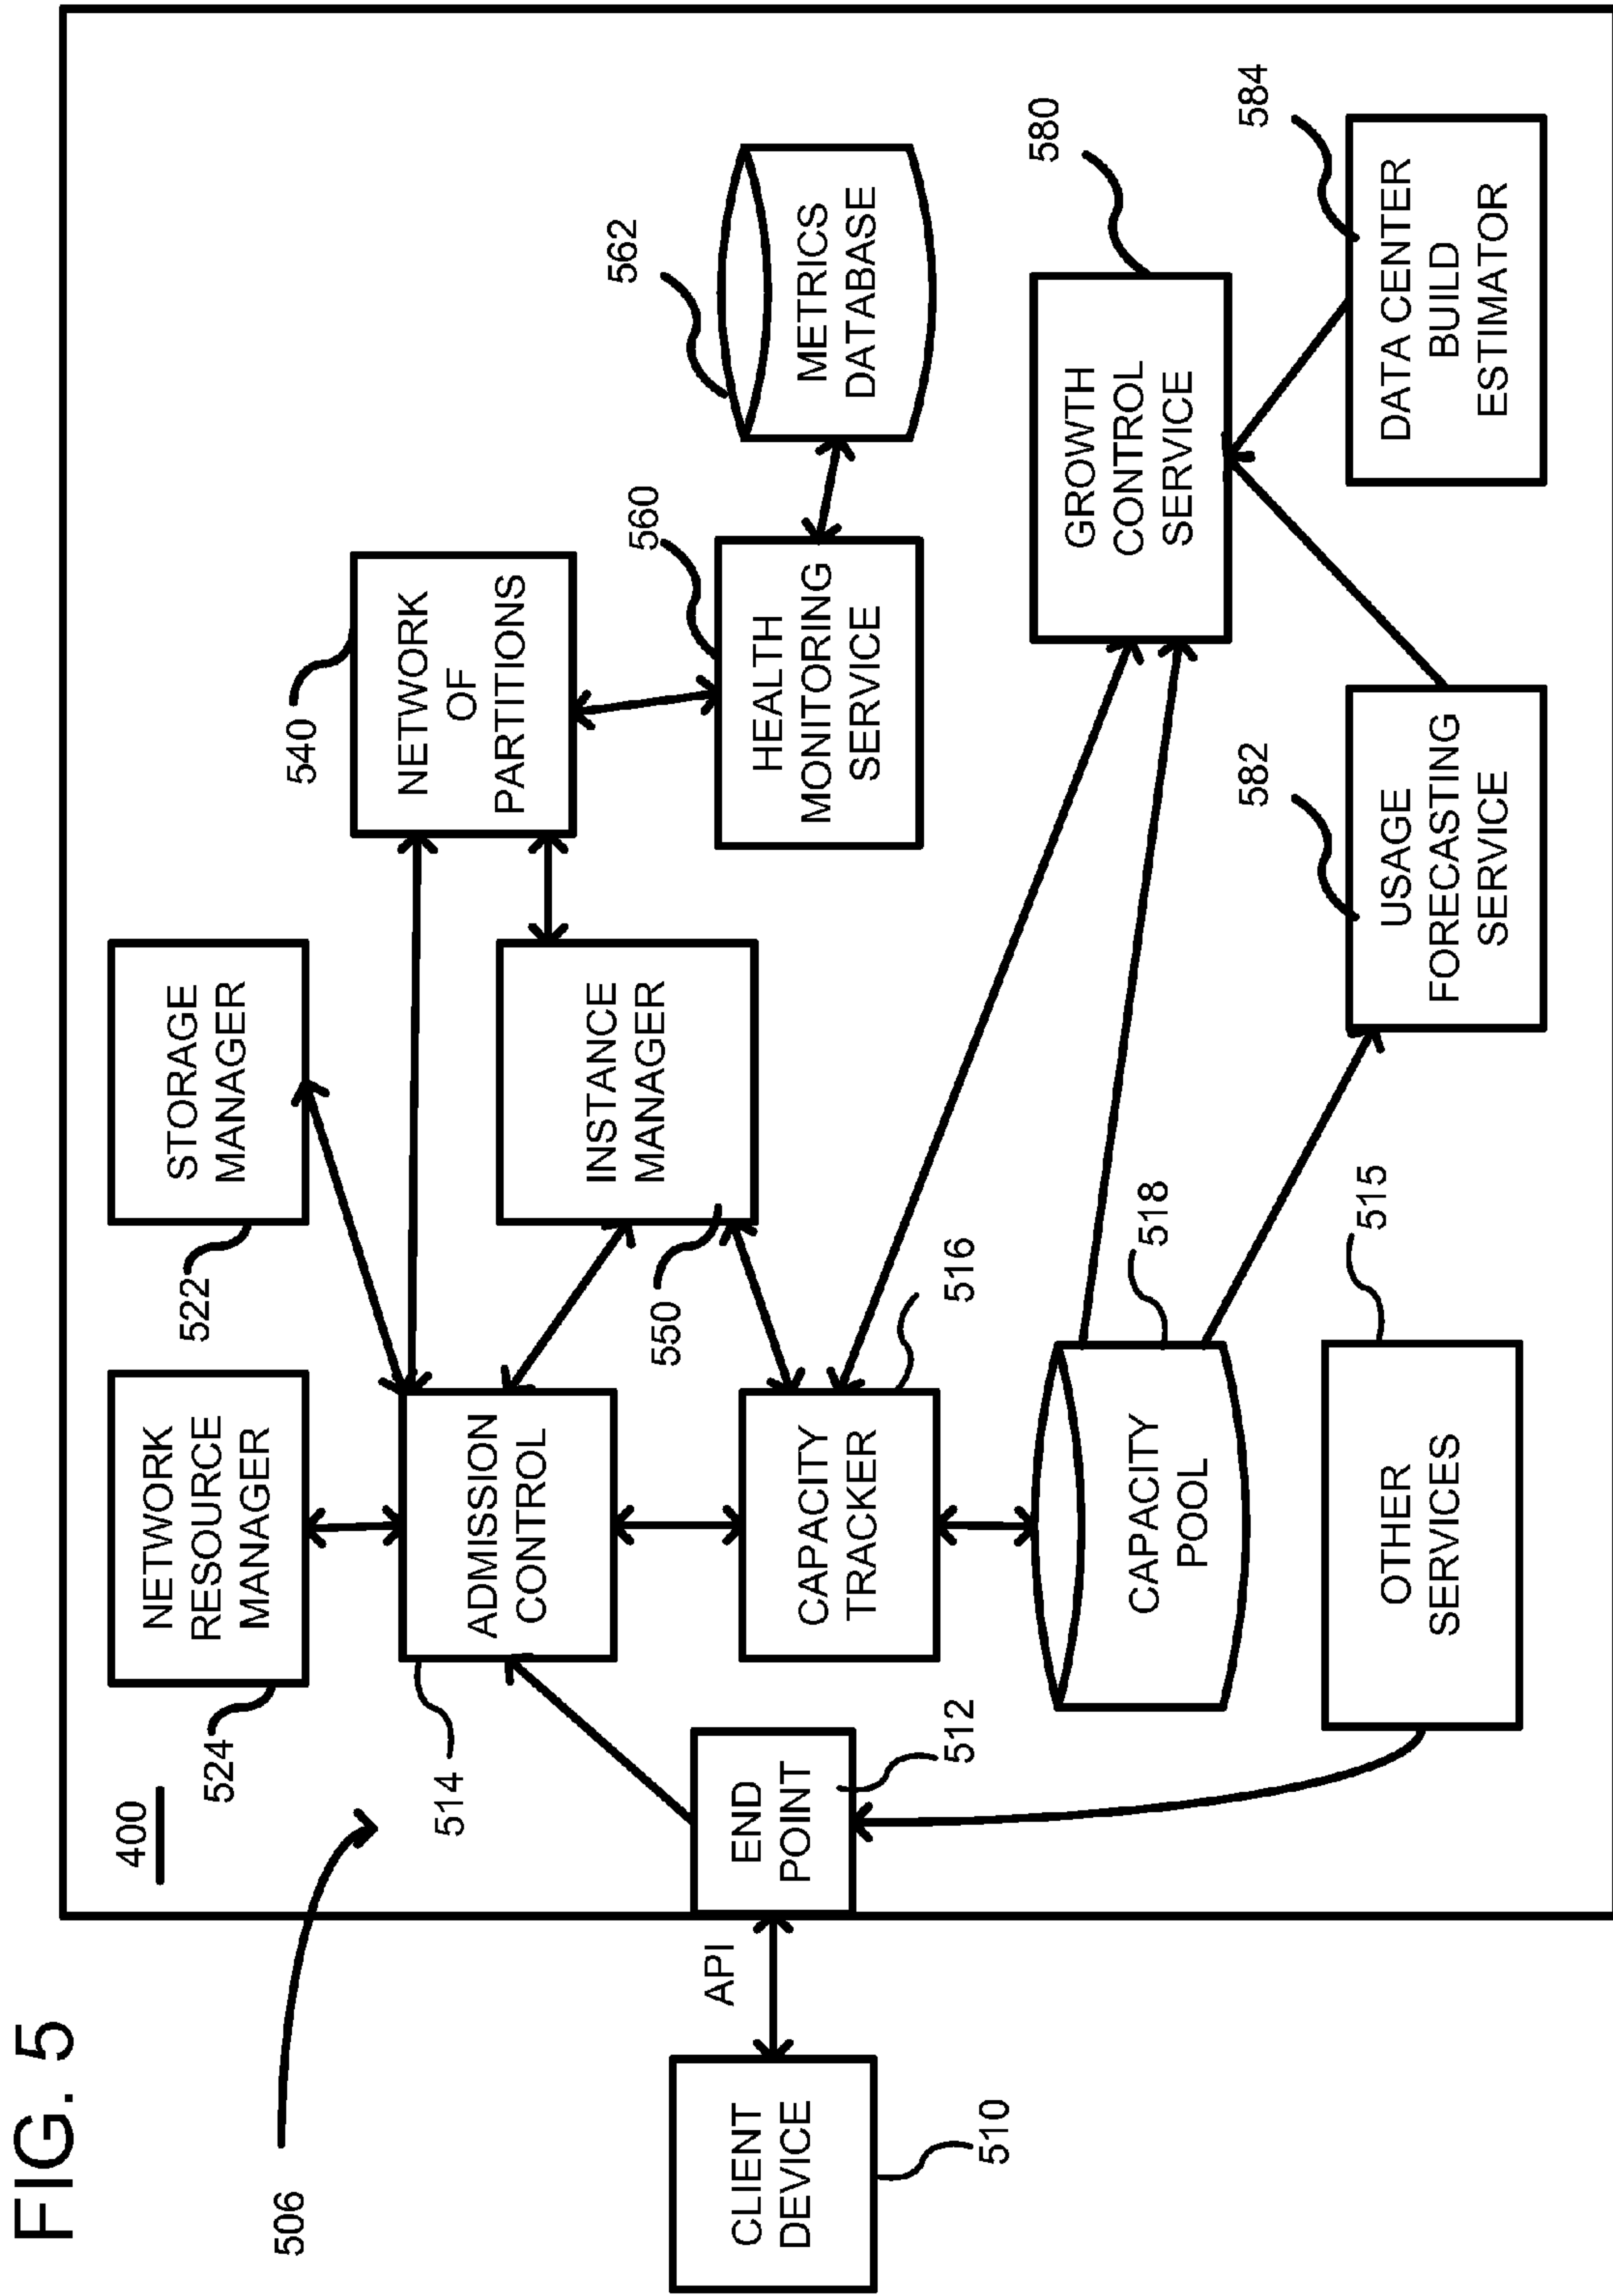 FIG. 5
506
400
524
NETWORK
RESOURCE
MANAGER
522
STORAGE
MANAGER
540
NETWORK
OF
PARTITIONS
514
ADMISSION
CONTROL
550
INSTANCE
MANAGER
560
HEALTH
MONITORING
SERVICE
562
METRICS
DATABASE
CLIENT
DEVICE
510
API
END
POINT
512
CAPACITY
TRACKER
516
CAPACITY
POOL
518
GROWTH
CONTROL
SERVICE
580
OTHER
SERVICES
515
USAGE
FORECASTING
SERVICE
582
DATA CENTER
BUILD
ESTIMATOR
584